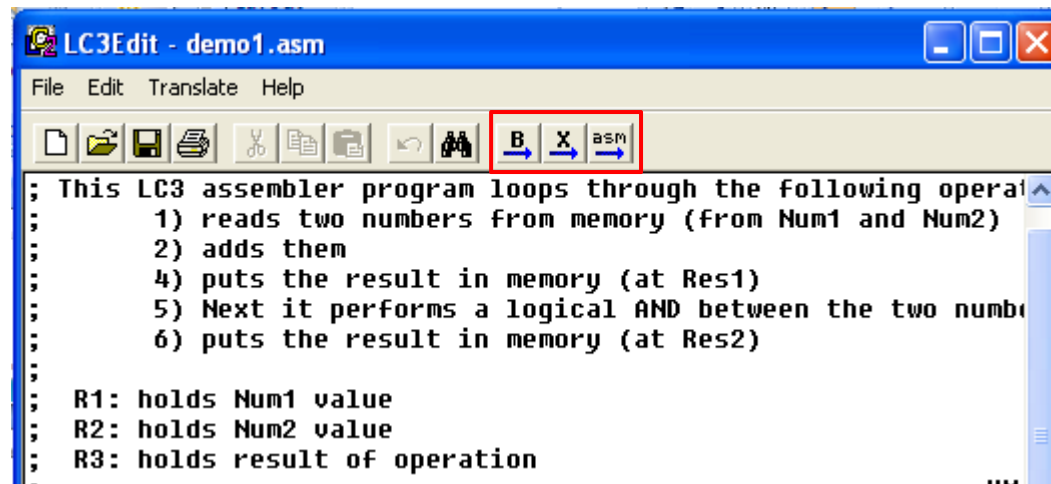 LC3Edit - demo1.asm
File Edit Translate Help
B X asm
; This LC3 assembler program loops through the following
; 1) reads two numbers from memory (from Num1 and Num2)
; 2) adds them
; 4) puts the result in memory (at Res1)
; 5) Next it performs a logical AND between the two
; 6) puts the result in memory (at Res2)
;
; R1: holds Num1 value
; R2: holds Num2 value
; R3: holds result of operation